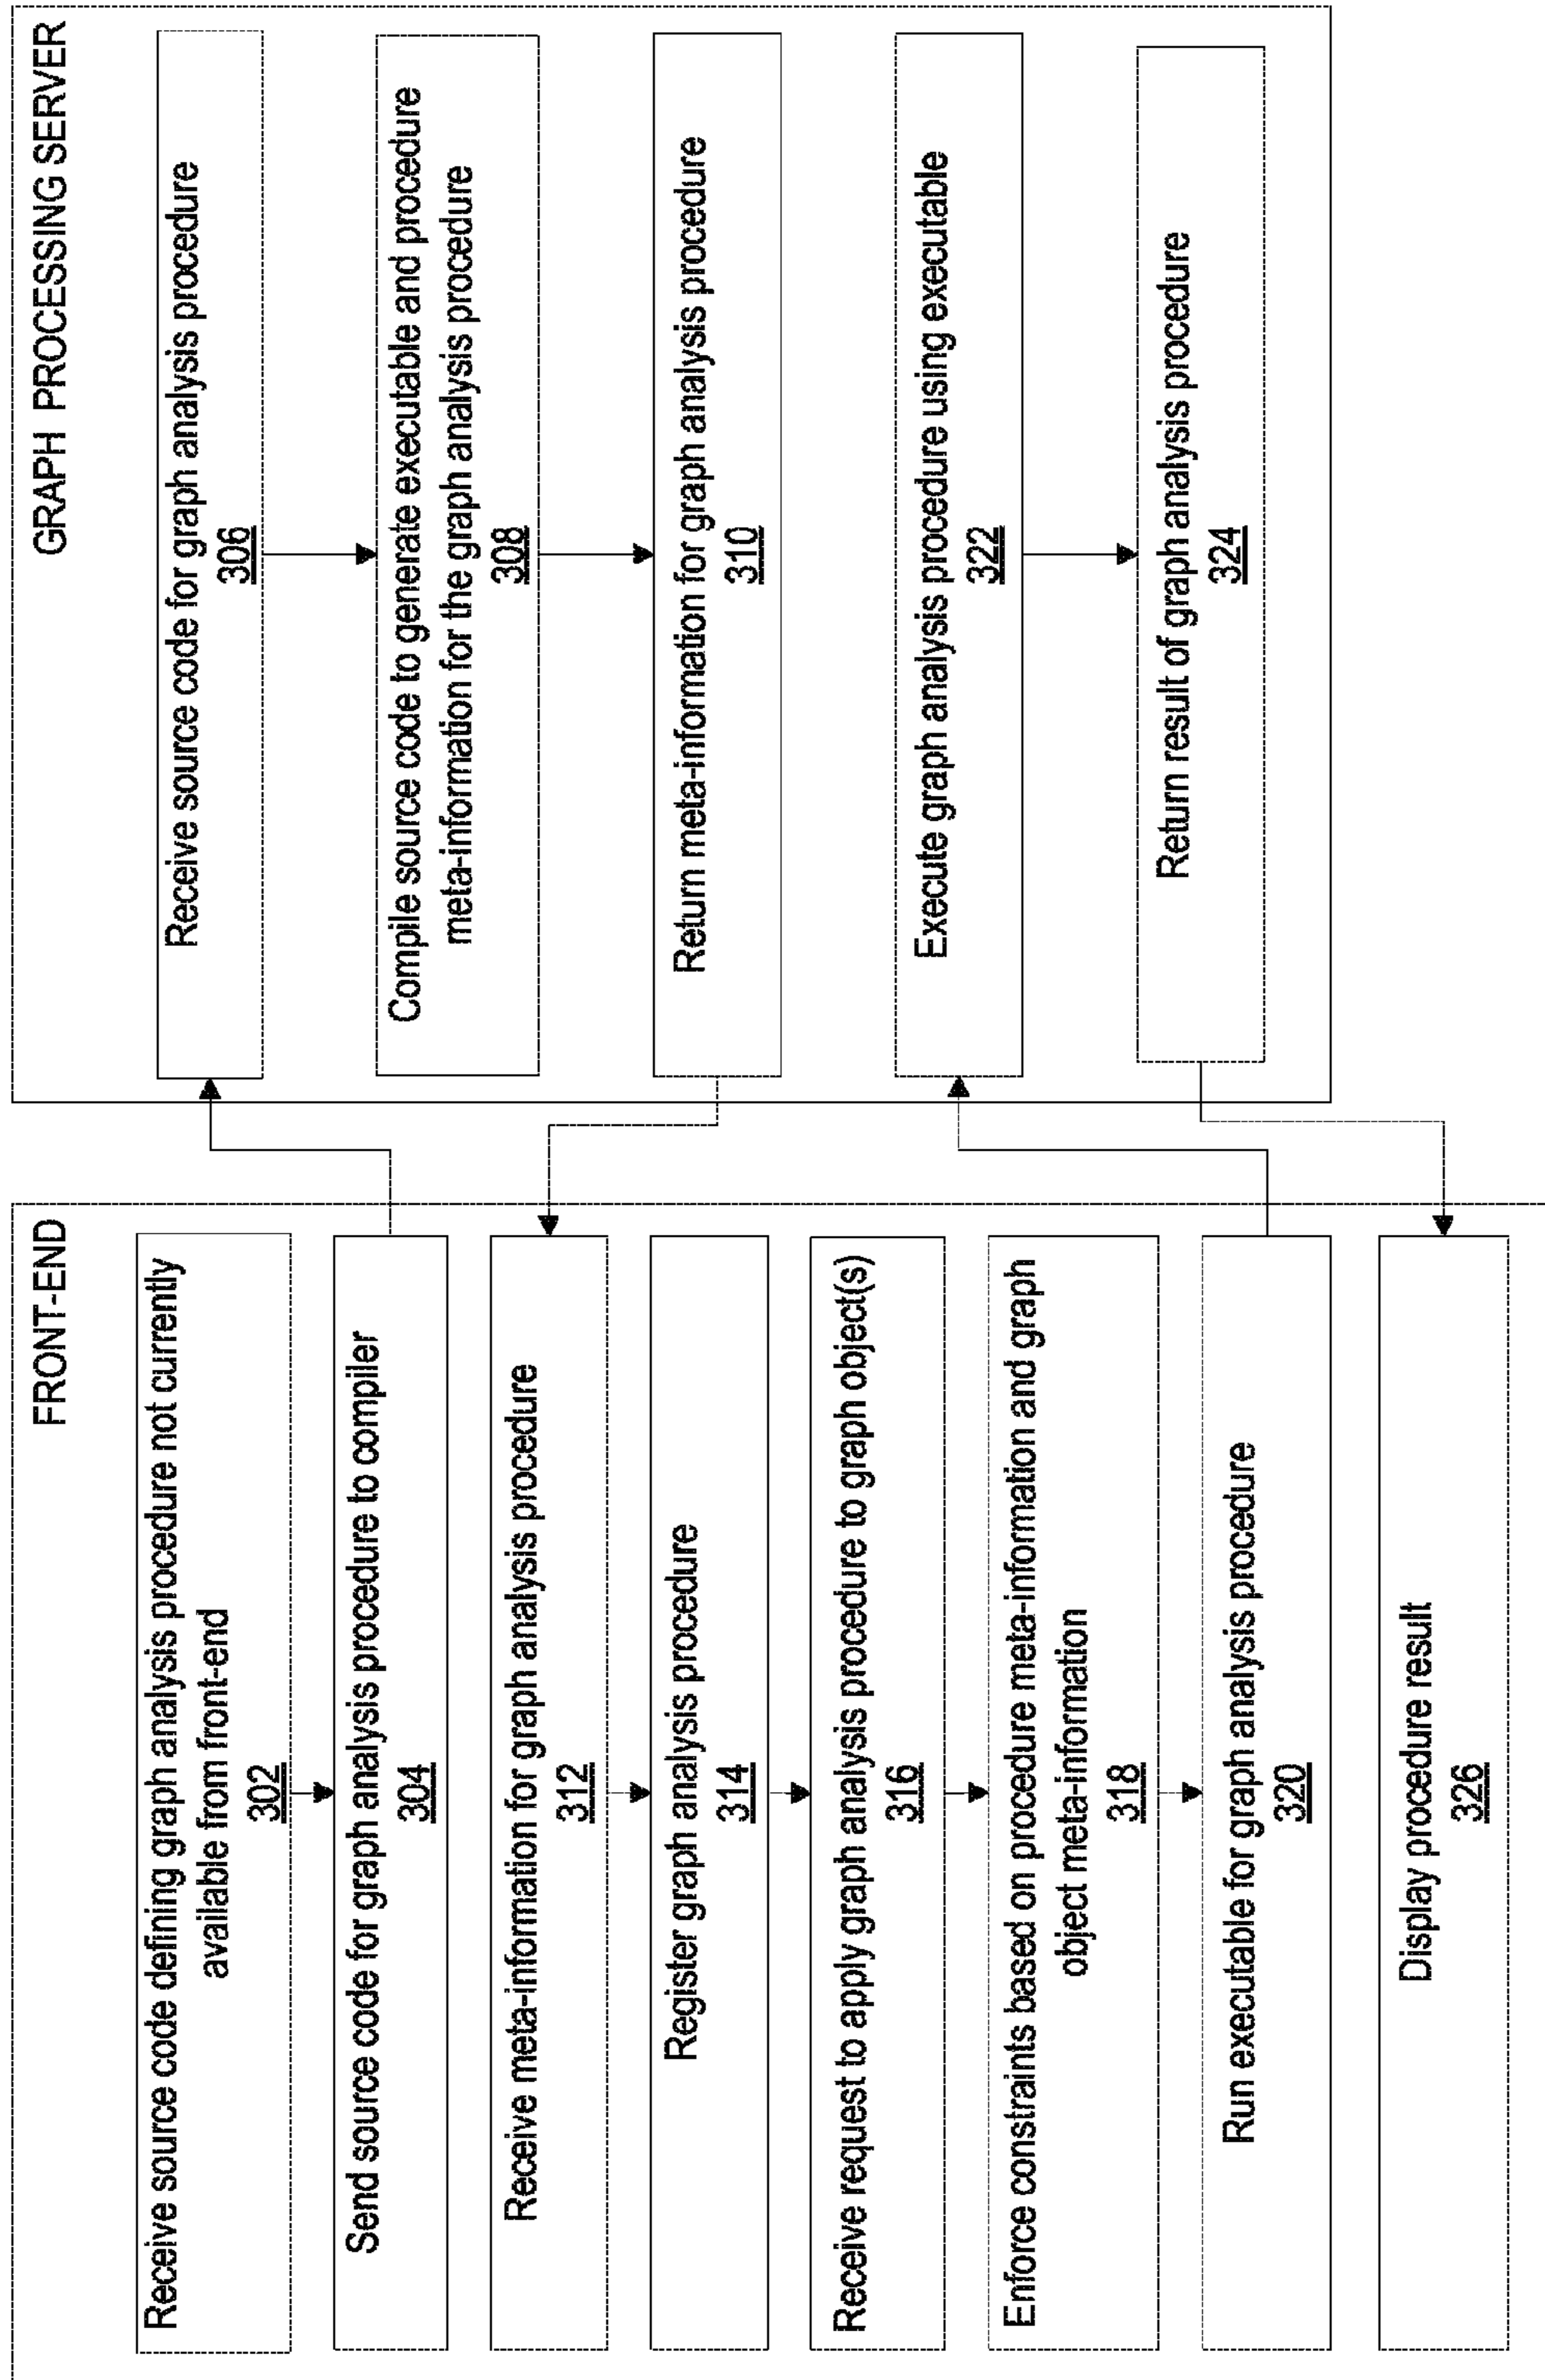 FRONT-END
Receive source code defining graph analysis procedure not currently
available from front-end
302
Send source code for graph analysis procedure to compiler
304
Receive meta-information for graph analysis procedure
312
Register graph analysis procedure
314
Receive request to apply graph analysis procedure to graph object(s)
316
Enforce constraints based on procedure meta-information and graph
object meta-information
318
Run executable for graph analysis procedure
320
Display procedure result
326
GRAPH PROCESSING SERVER
Receive source code for graph analysis procedure
306
Compile source code to generate executable and procedure
meta-information for the graph analysis procedure
308
Return meta-information for graph analysis procedure
310
Execute graph analysis procedure using executable
322
Return result of graph analysis procedure
324